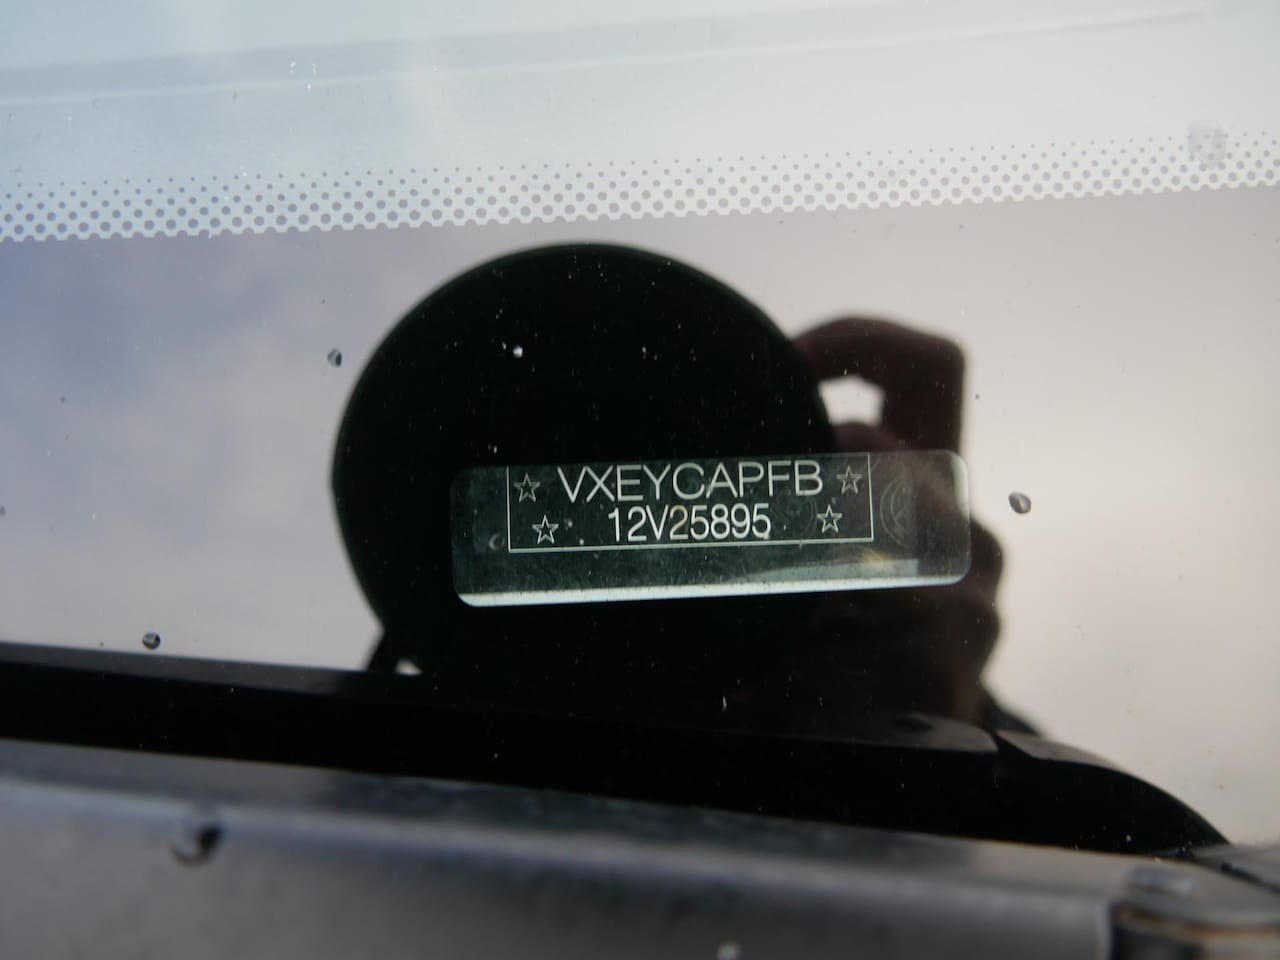 ☆ VXEYCAPFB ☆
☆ 12V25895 ☆